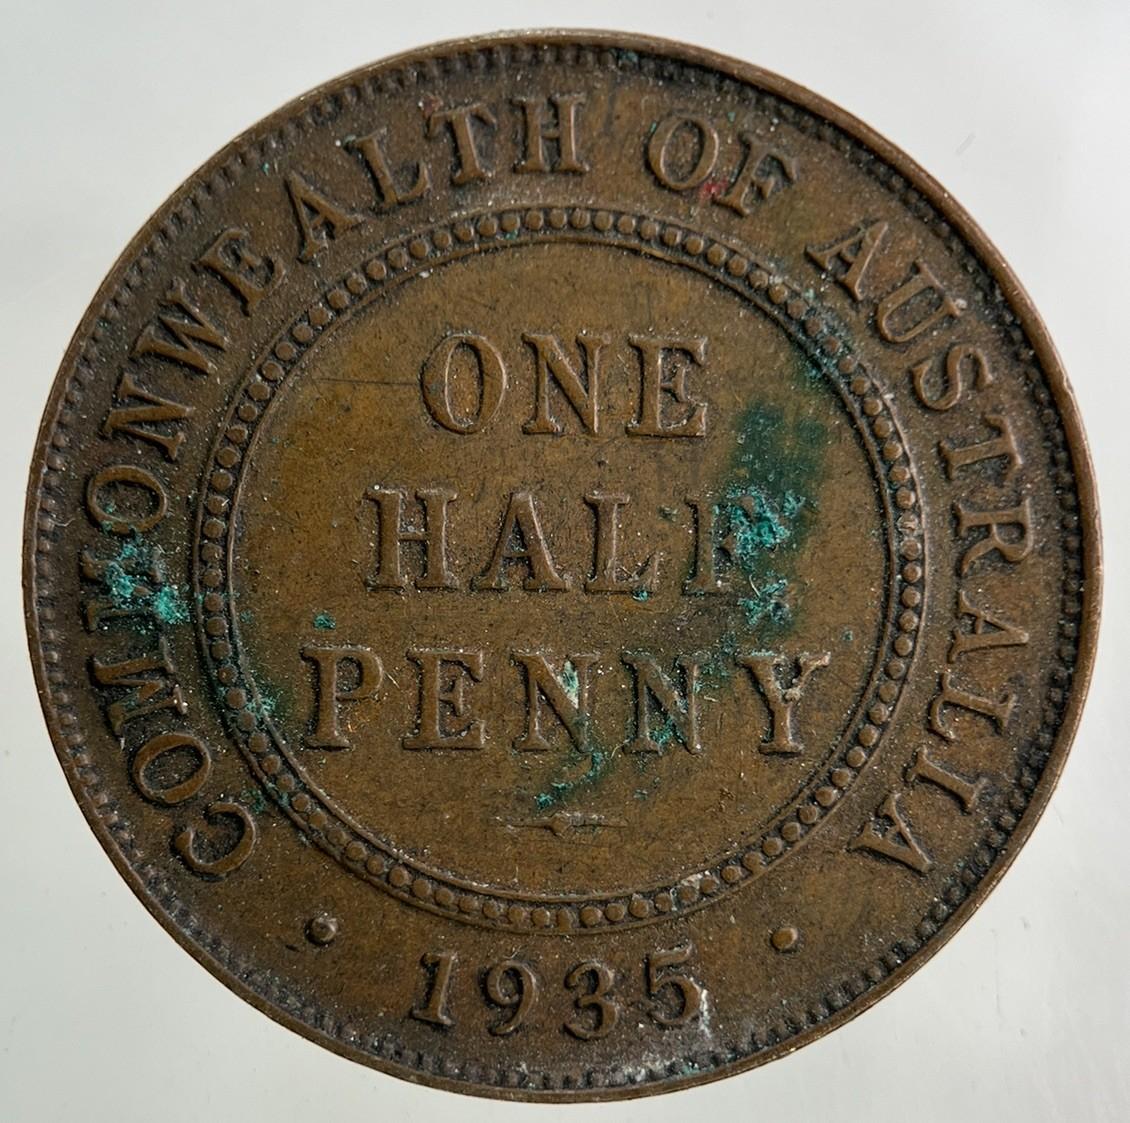 COMMONWEALTH OF AUSTRALIA
ONE
HALF
PENNY
· 1935 ·